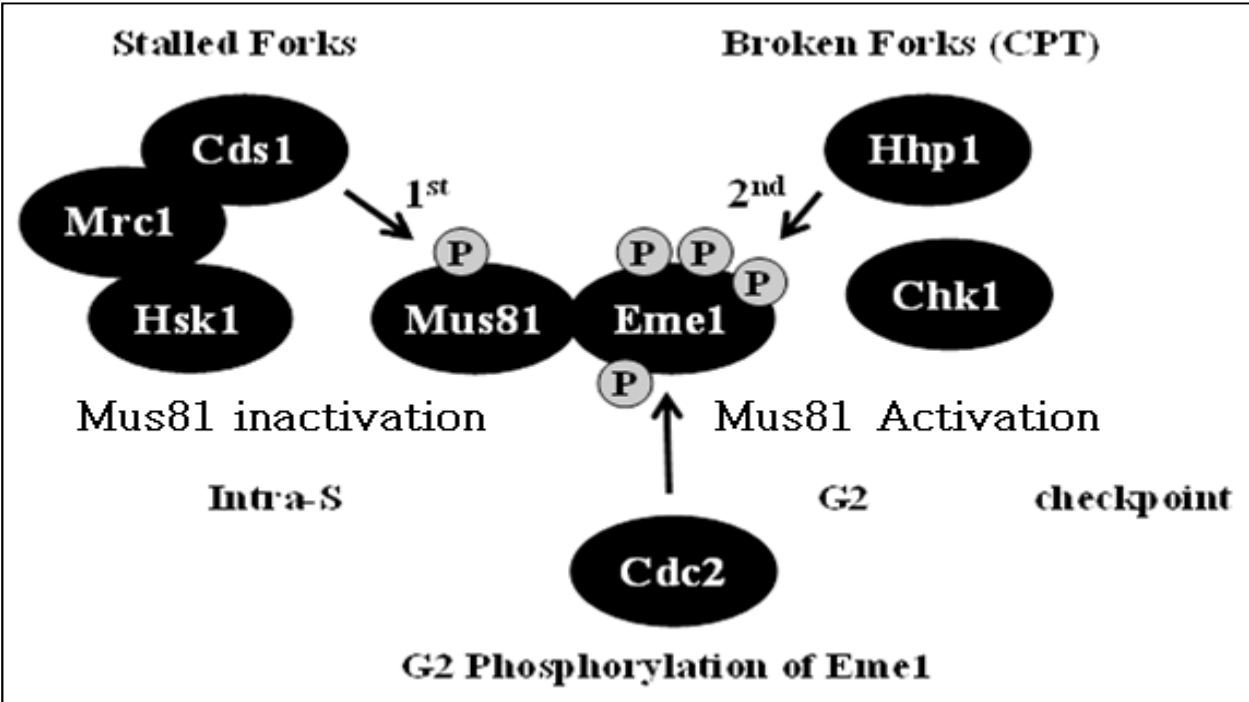 Stalled Forks
Broken Forks (CPT)
Cds1
Hhp1
Mrc1
1st
2nd
P
P
P
P
Chk1
Hsk1
Mus81
Eme1
P
Mus81 inactivation
Mus81 Activation
Intra-S
G2
checkpoint
Cdc2
G2 Phosphorylation of Eme1